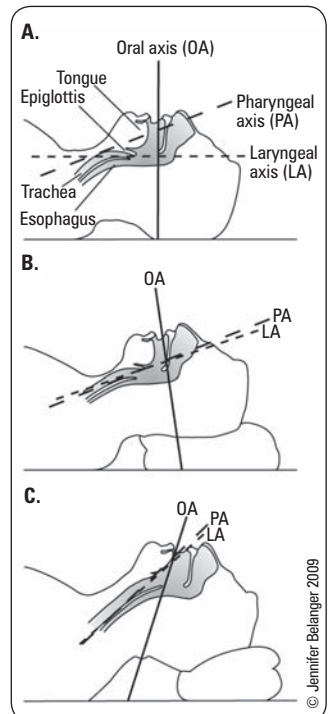 A.
Oral axis (OA)
Tongue
Epiglottis
Pharyngeal
axis (PA)
Laryngeal
axis (LA)
Trachea
Esophagus
B.
OA
PA
LA
C.
OA
PA
LA
© Jennifer Belanger 2009